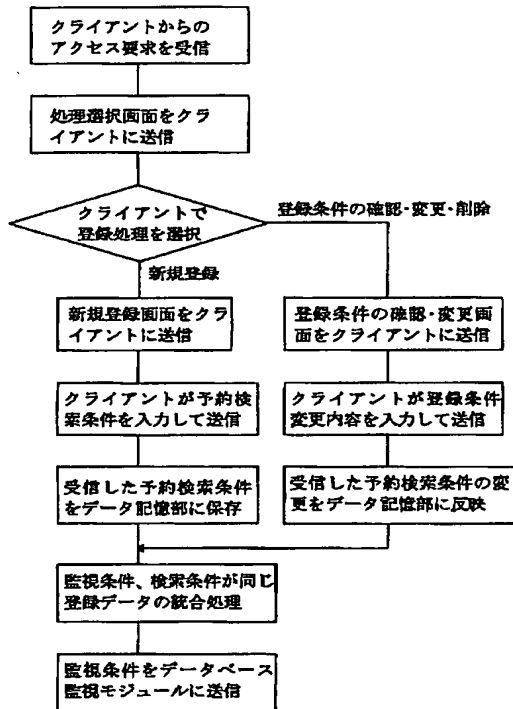 クライアントからの
アクセス要求を受信
処理選択画面をクラ
イアントに送信
クライアントで
登録処理を選択
登録条件の確認・変更・削除
新規登録
新規登録画面をクラ
イアントに送信
登録条件の確認・変更画
面をクライアントに送信
クライアントが予約検
索条件を入力して送信
クライアントが登録条件
変更内容を入力して送信
受信した予約検索条件
をデータ記憶部に保存
受信した予約検索条件の変
更をデータ記憶部に反映
監視条件、検索条件が同じ
登録データの統合処理
監視条件をデータベース
監視モジュールに送信